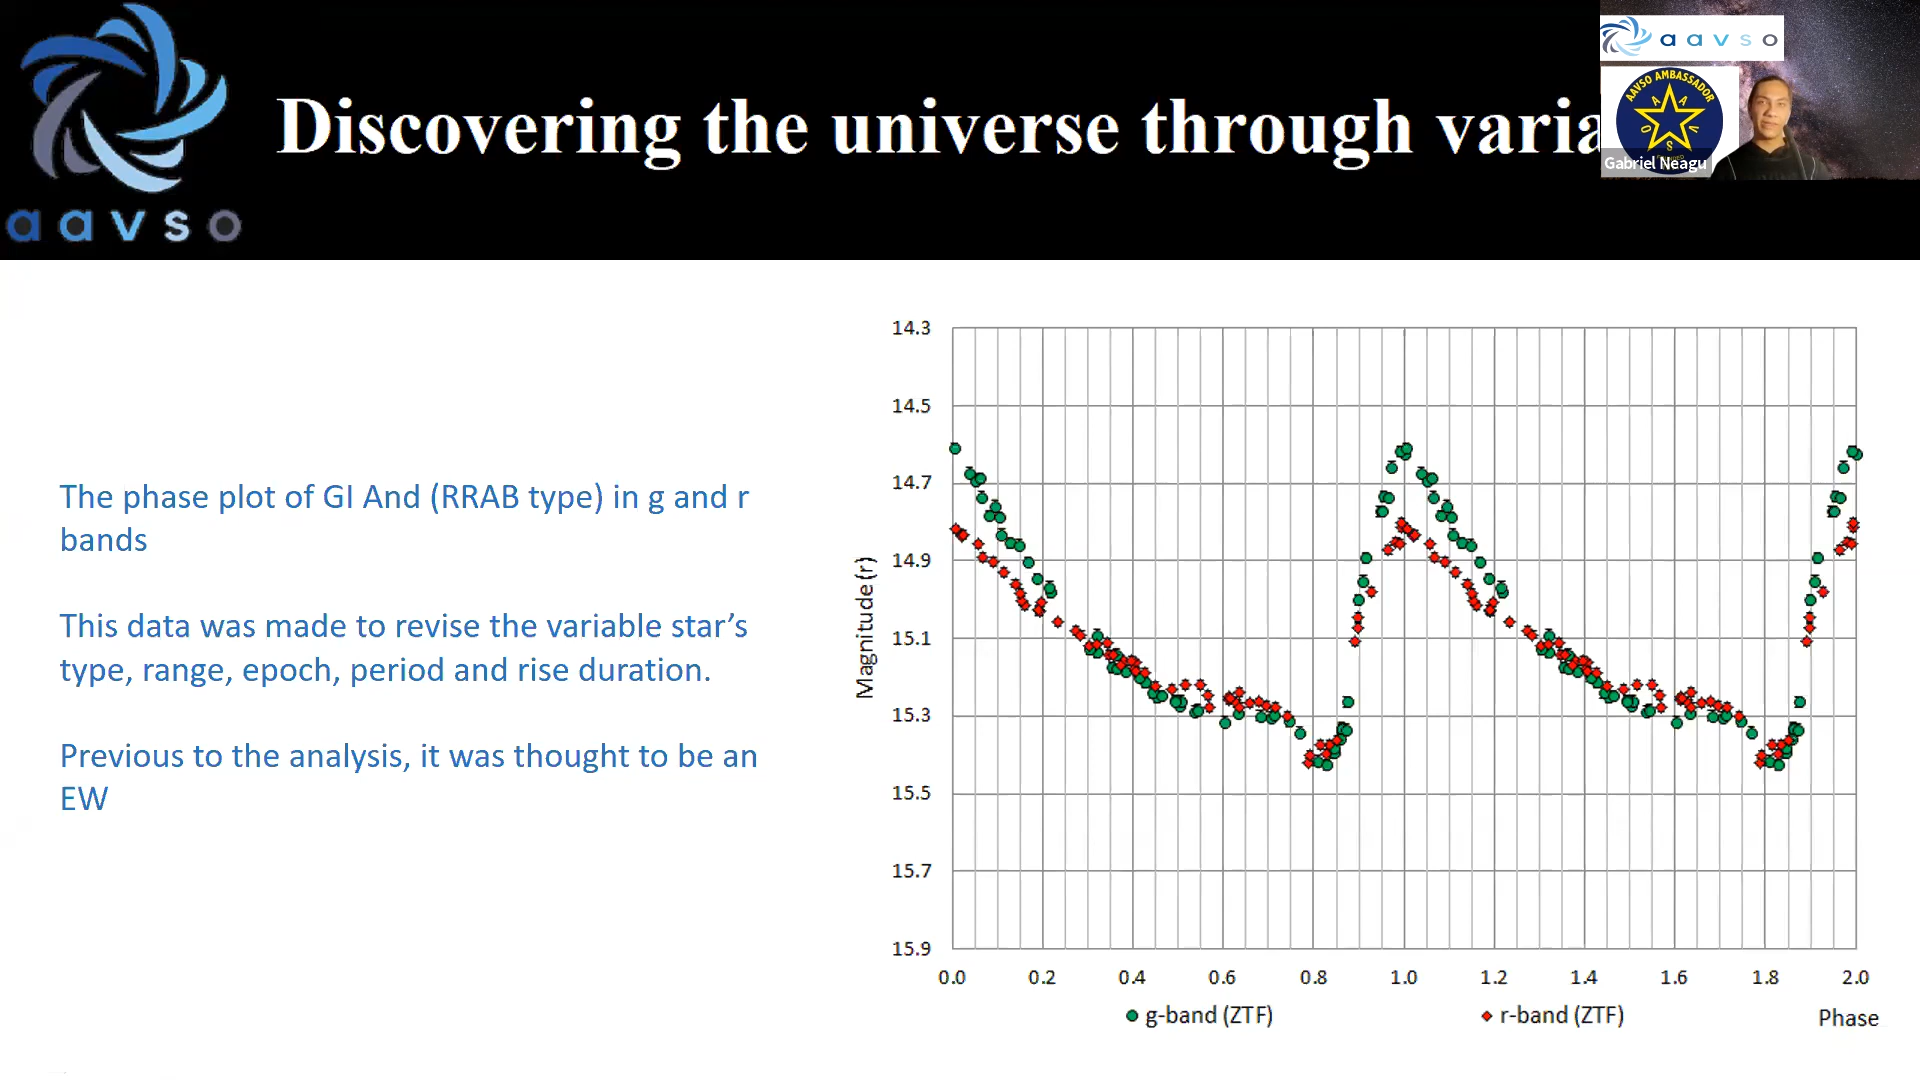 aavso
Discovering the universe through varia
aavso
AAVSO AMBASSADOR
A A V S O
Gabriel Neagu
The phase plot of GI And (RRAB type) in g and r
bands
This data was made to revise the variable star’s
type, range, epoch, period and rise duration.
Previous to the analysis, it was thought to be an
EW
Magnitude(r)
14.3
14.5
14.7
14.9
15.1
15.3
15.5
15.7
15.9
0.0 0.2 0.4 0.6 0.8 1.0 1.2 1.4 1.6 1.8 2.0
g-band (ZTF) r-band (ZTF) Phase